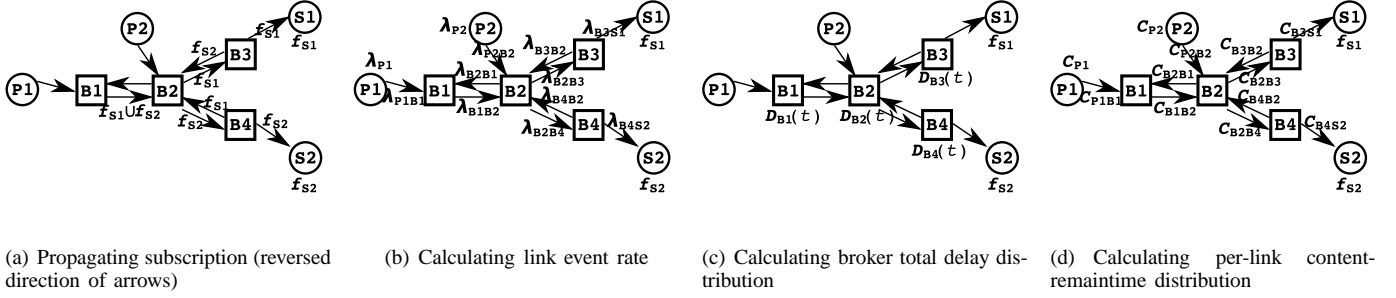 P1
B1
P2
B2
B3
B4
S1
f_S1
S2
f_S2
f_S1
f_S2
f_S1
f_S1∪f_S2
f_S1
f_S2
f_S2
(a) Propagating subscription (reversed
direction of arrows)
λ_P1
P1
λ_P1B1
B1
λ_P2
P2
λ_P2B2
λ_B2B1
λ_B1B2
B2
λ_B3B2
λ_B2B3
B3
λ_B3S1
S1
f_S1
λ_B4B2
λ_B2B4
B4
λ_B4S2
S2
f_S2
(b) Calculating link event rate
P1
B1
D_B1(t)
P2
B2
D_B2(t)
B3
D_B3(t)
B4
D_B4(t)
S1
f_S1
S2
f_S2
(c) Calculating broker total delay dis-
tribution
C_P1
P1
C_P1B1
B1
C_P2
P2
C_P2B2
C_B2B1
C_B1B2
B2
C_B3B2
C_B2B3
B3
C_B3S1
S1
f_S1
C_B4B2
C_B2B4
B4
C_B4S2
S2
f_S2
(d) Calculating per-link content-
remaintime distribution